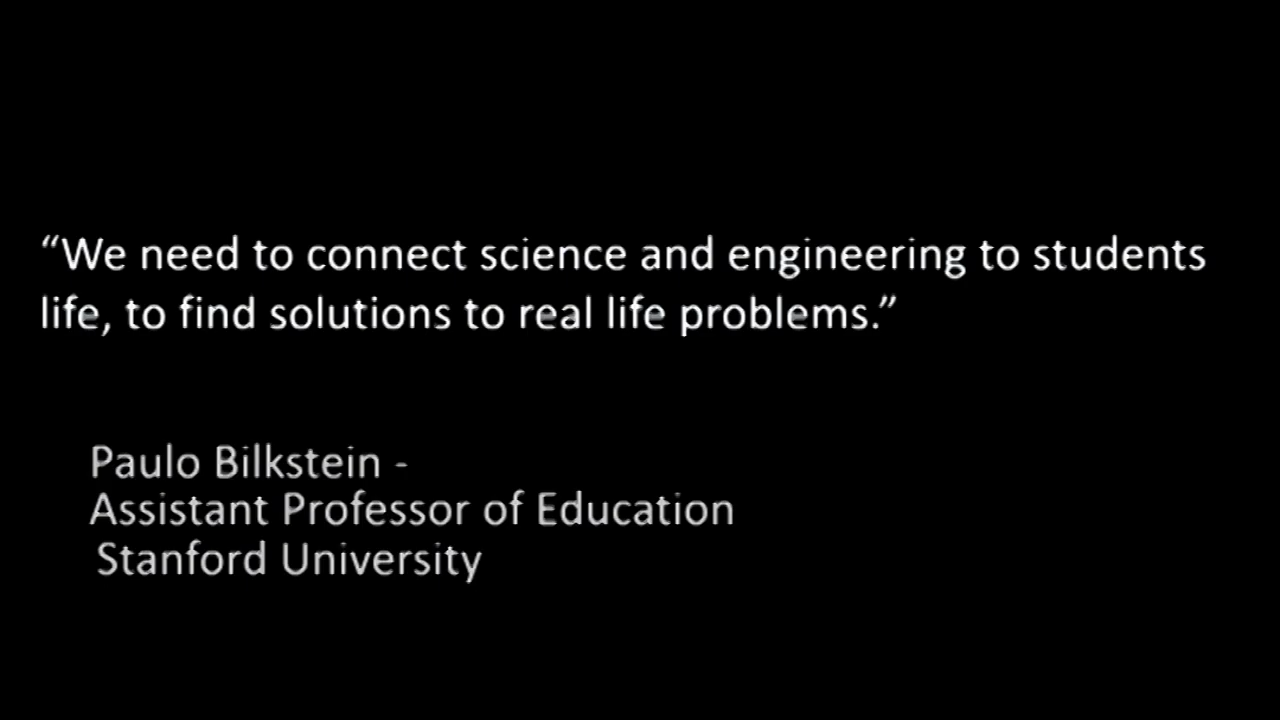 “We need to connect science and engineering to students
life, to find solutions to real life problems.”
Paulo Bilkstein -
Assistant Professor of Education
Stanford University